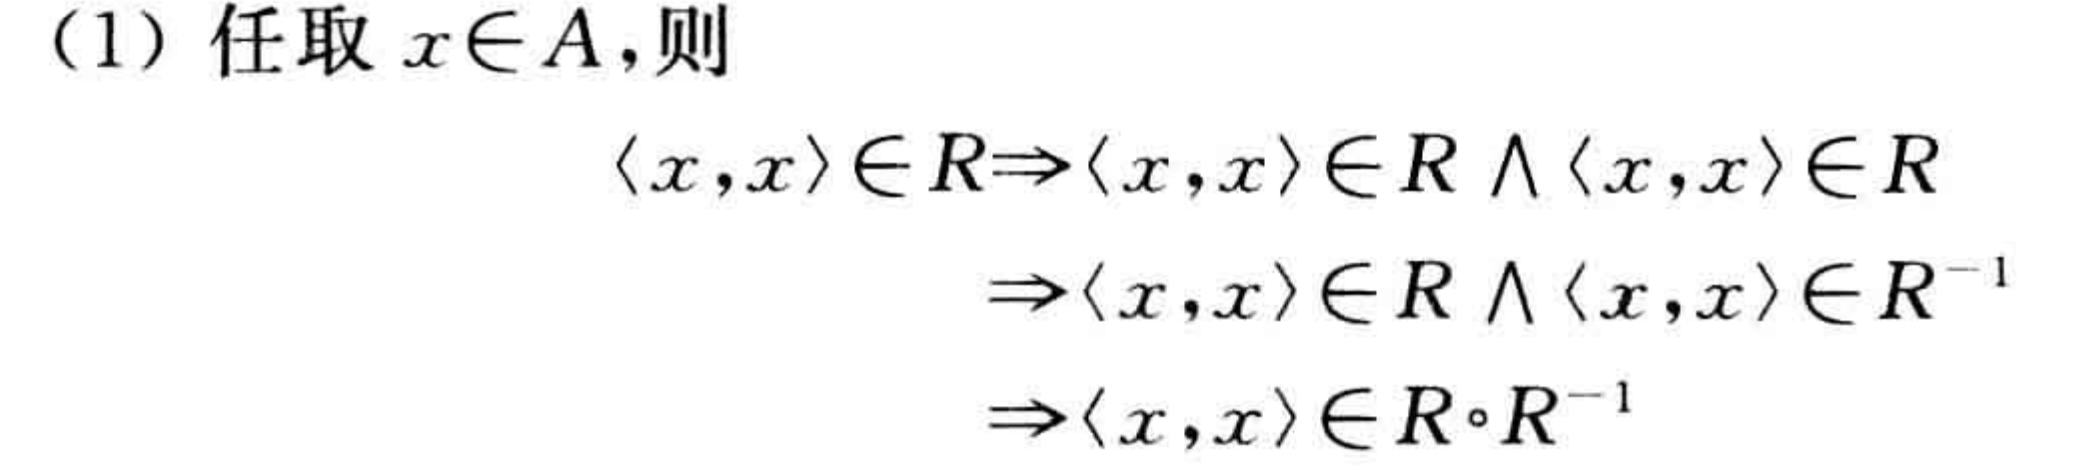 (1) 任取 x∈A,则
⟨x,x⟩∈R⇒⟨x,x⟩∈R ∧⟨x,x⟩∈R
⇒⟨x,x⟩∈R ∧⟨x,x⟩∈R⁻¹
⇒⟨x,x⟩∈R∘R⁻¹